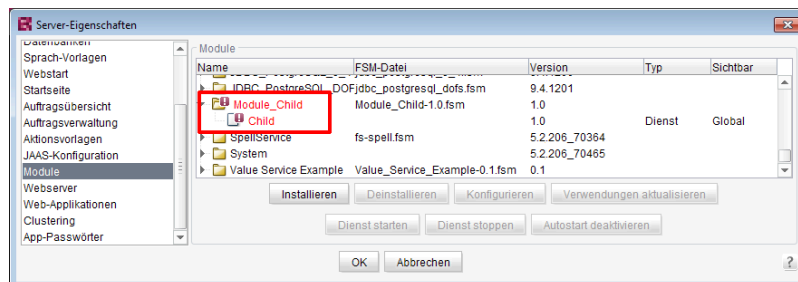 Server-Eigenschaften
Datenbanken
Sprach-Vorlagen
Webstart
Startseite
Auftragsübersicht
Auftragsverwaltung
Aktionsvorlagen
JAAS-Konfiguration
Module
Webserver
Web-Applikationen
Clustering
App-Passwörter
Module
Name FSM-Datei Version Typ Sichtbar
JDBC_PostgreSQL_DOF jdbc_postgresql_dofs.fsm 9.4.1201
Module_Child Module_Child-1.0.fsm 1.0
Child 1.0 Dienst Global
SpellService fs-spell.fsm 5.2.206_70364
System 5.2.206_70465
Value Service Example Value_Service_Example-0.1.fsm 0.1
Installieren Deinstallieren Konfigurieren Verwendungen aktualisieren
Dienst starten Dienst stoppen Autostart deaktivieren
OK Abbrechen ?